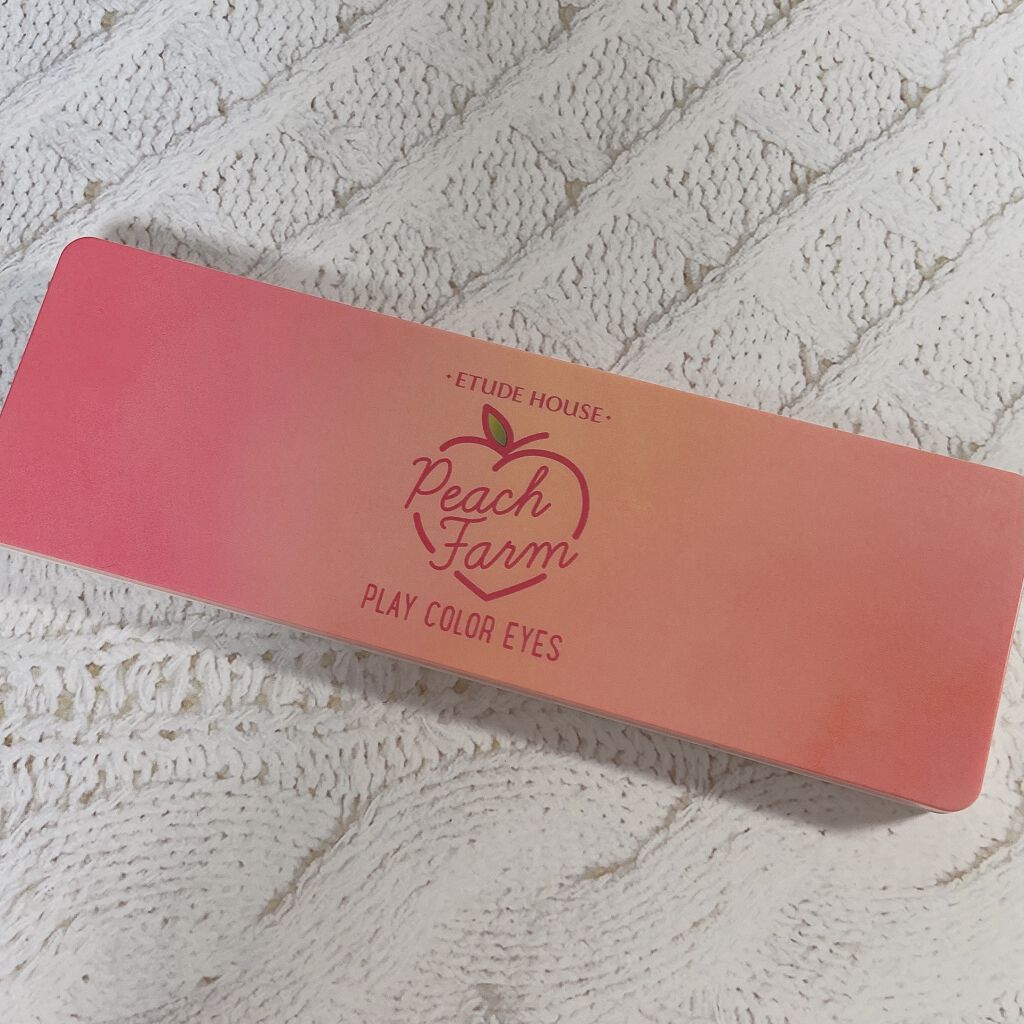 •ETUDE HOUSE•
Peach
Farm
PLAY COLOR EYES